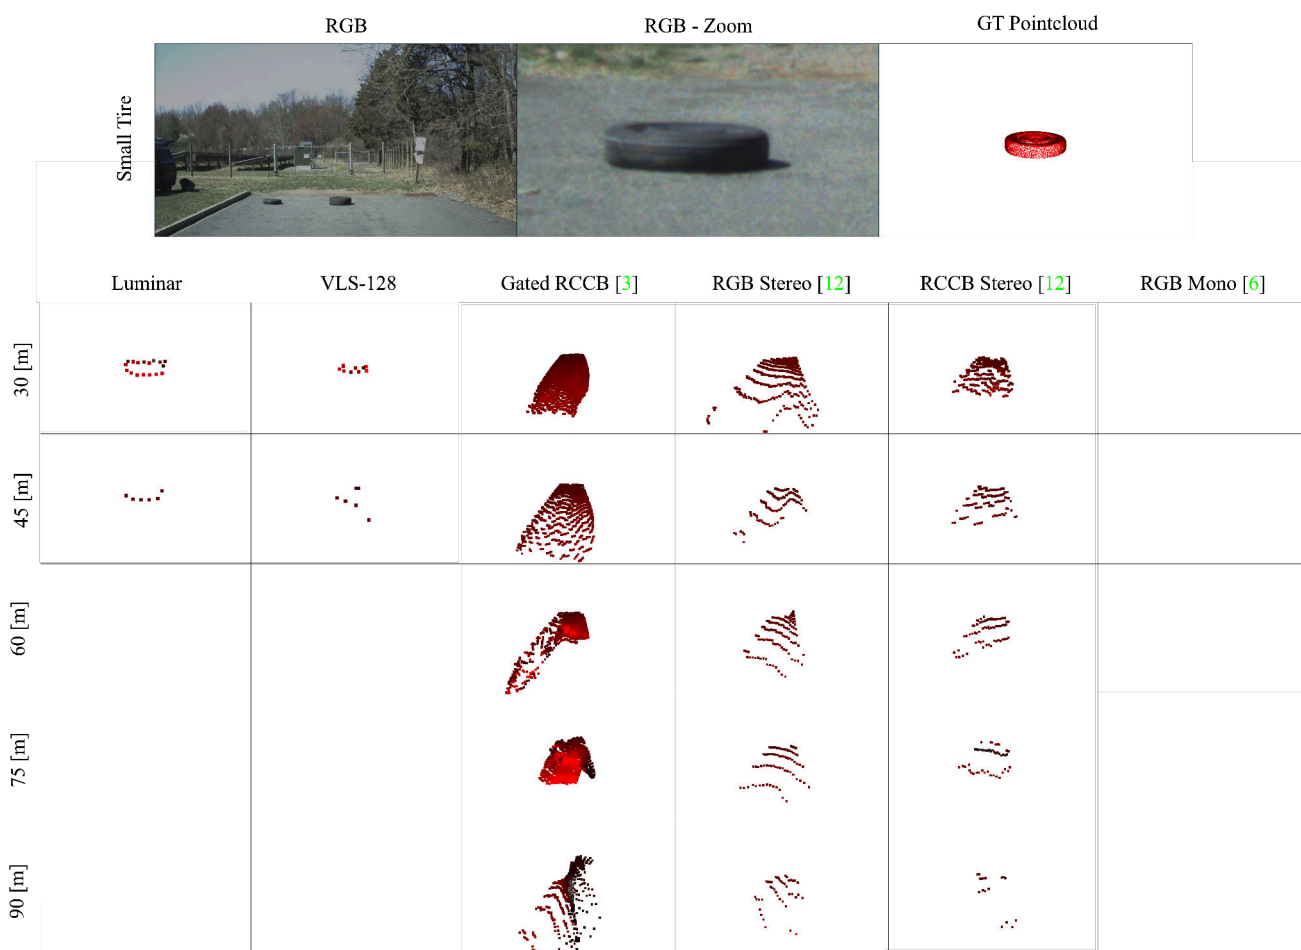 RGB
RGB - Zoom
GT Pointcloud
Small Tire
Luminar
VLS-128
Gated RCCB [3]
RGB Stereo [12]
RCCB Stereo [12]
RGB Mono [6]
30 [m]
45 [m]
60 [m]
75 [m]
90 [m]